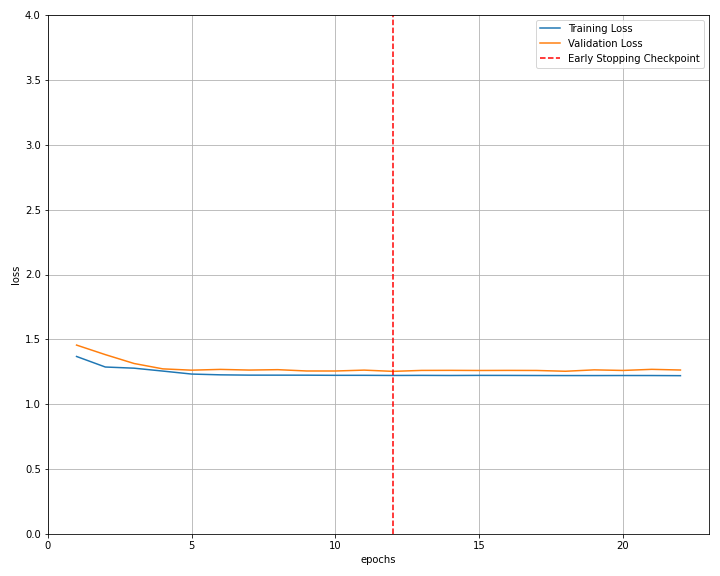 4.0
3.5
3.0
2.5
2.0
1.5
1.0
0.5
0.0
loss
Training Loss
Validation Loss
Early Stopping Checkpoint
0 5 10 15 20
epochs